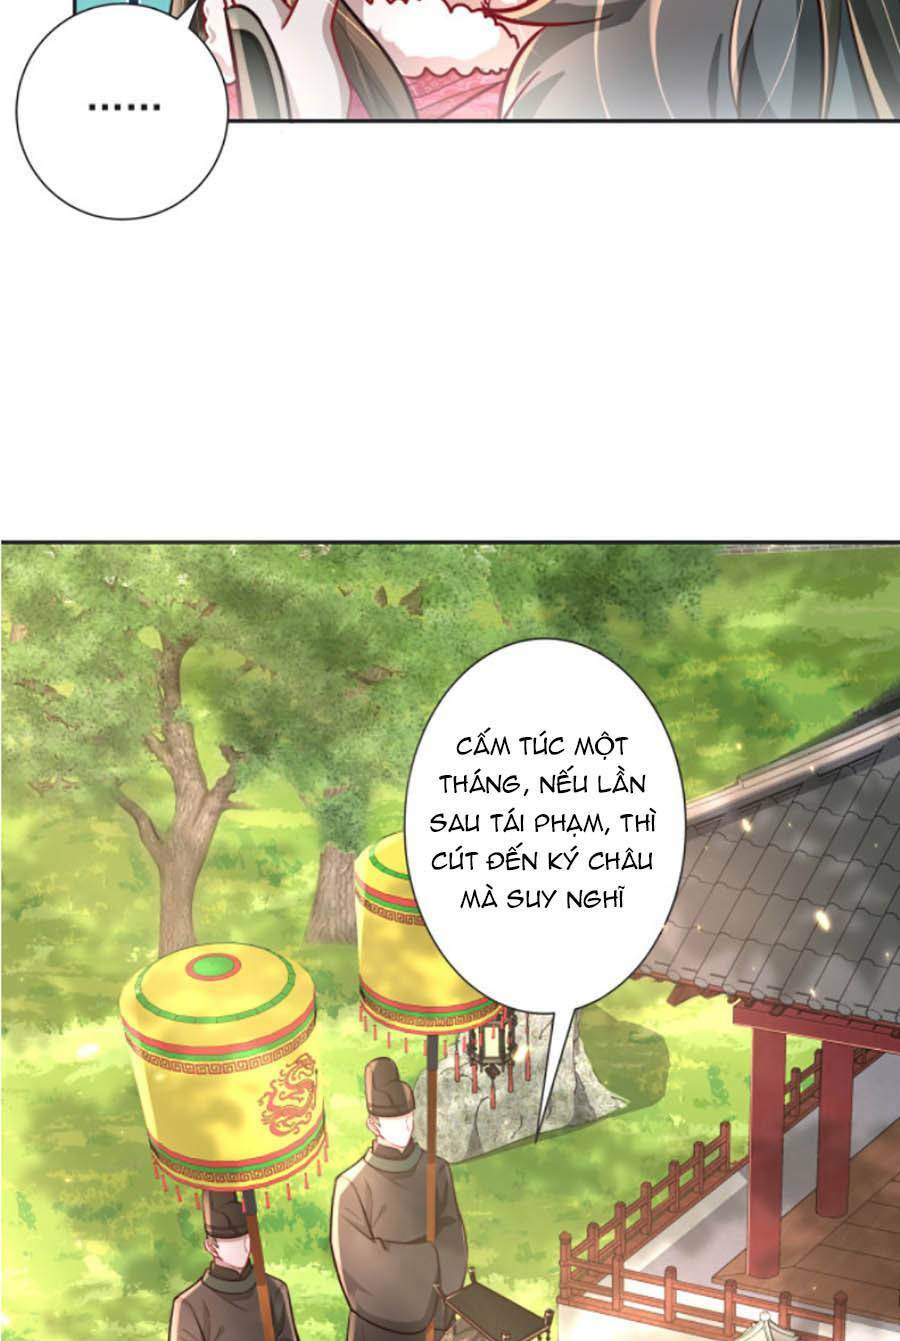 ......
CẤM TÚC MỘT
THÁNG, NẾU LẦN
SAU TÁI PHẠM, THÌ
CÚT ĐẾN KÝ CHÂU
MÀ SUY NGHĨ